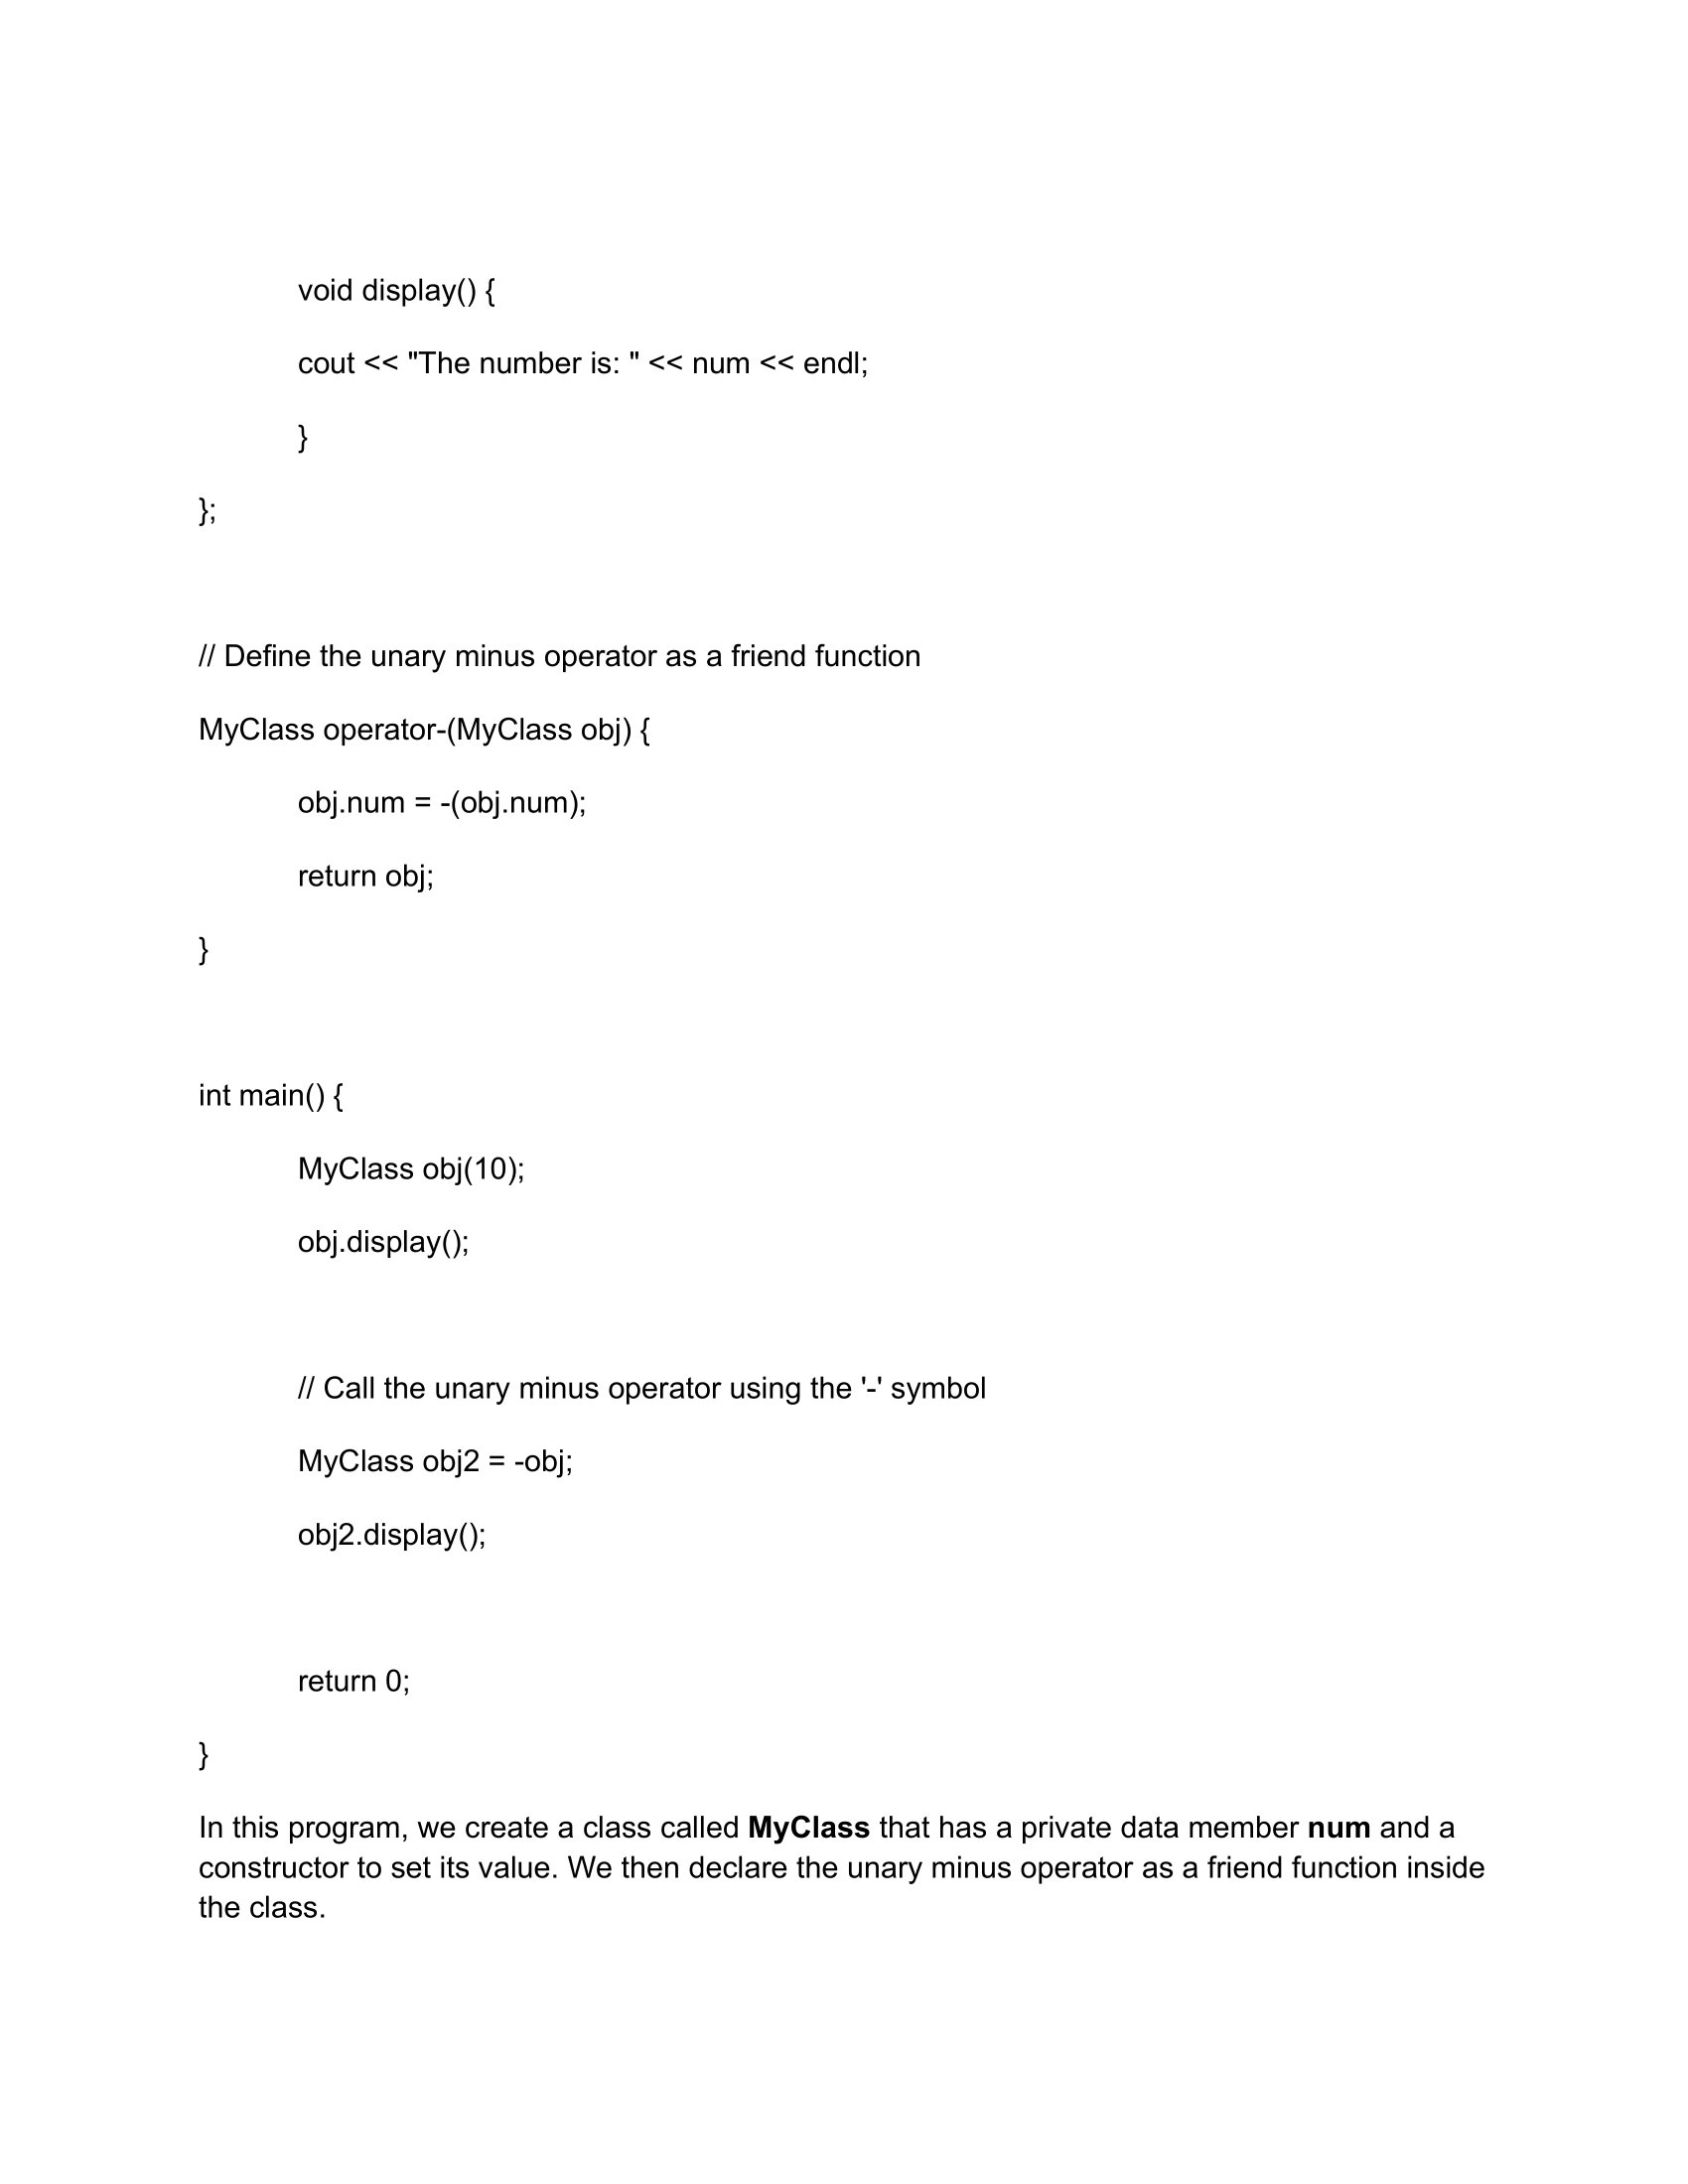 void display() {
cout << "The number is: " << num << endl;
}
};
// Define the unary minus operator as a friend function
MyClass operator-(MyClass obj) {
obj.num = -(obj.num);
return obj;
}
int main() {
MyClass obj(10);
obj.display();
// Call the unary minus operator using the '-' symbol
MyClass obj2 = -obj;
obj2.display();
return 0;
}
In this program, we create a class called MyClass that has a private data member num and a
constructor to set its value. We then declare the unary minus operator as a friend function inside
the class.